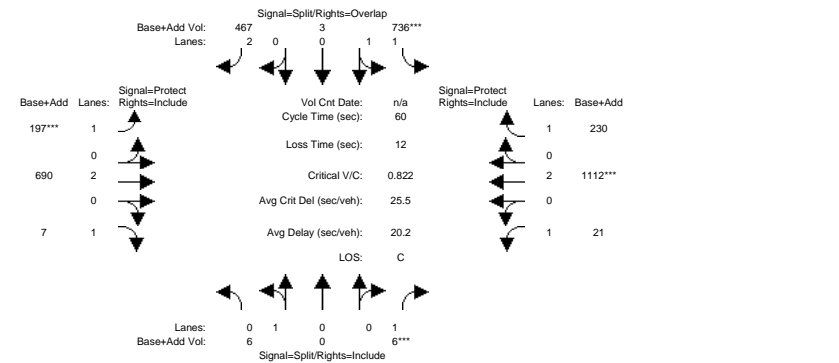 Signal=Split/Rights=Overlap
Base+Add Vol: 467 3 736***
Lanes: 2 0 0 1 1
Signal=Protect Signal=Protect
Base+Add Lanes: Rights=Include Vol Cnt Date: n/a Rights=Include Lanes: Base+Add
Cycle Time (sec): 60
197*** 1 1 230
Loss Time (sec): 12
0 0
690 2 Critical V/C: 0.822 2 1112***
0 Avg Crit Del (sec/veh): 25.5 0
7 1 Avg Delay (sec/veh): 20.2 1 21
LOS: C
Lanes: 0 1 0 0 1
Base+Add Vol: 6 0 6***
Signal=Split/Rights=Include